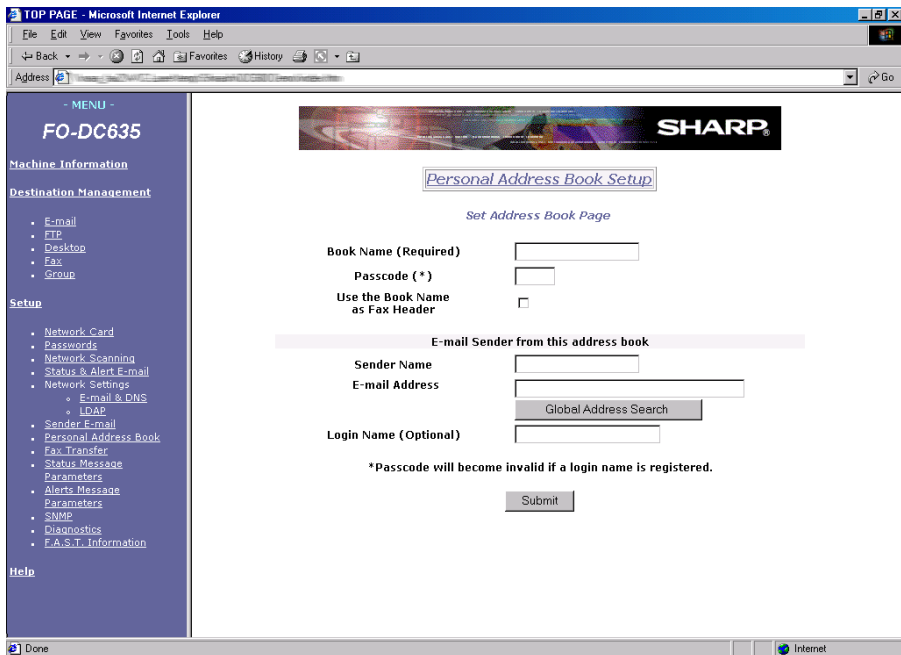 TOP PAGE - Microsoft Internet Explorer
File Edit View Favorites Tools Help
Back Favorites History
Address Go
- MENU -
FO-DC635
Machine Information
Destination Management
E-mail
FTP
Desktop
Fax
Group
Setup
Network Card
Passwords
Network Scanning
Status & Alert E-mail
Network Settings
E-mail & DNS
LDAP
Sender E-mail
Personal Address Book
Fax Transfer
Status Message
Parameters
Alerts Message
Parameters
SNMP
Diagnostics
F.A.S.T. Information
Help
SHARP®
Personal Address Book Setup
Set Address Book Page
Book Name (Required)
Passcode (*)
Use the Book Name
as Fax Header
E-mail Sender from this address book
Sender Name
E-mail Address
Global Address Search
Login Name (Optional)
*Passcode will become invalid if a login name is registered.
Submit
Done Internet